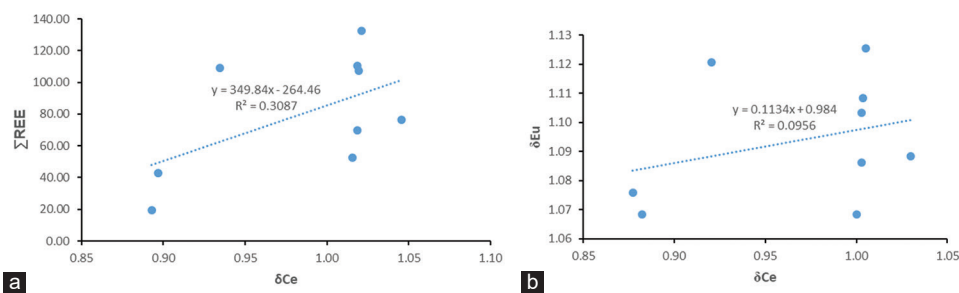 140.00
120.00
100.00
80.00
60.00
40.00
20.00
0.00
∑REE
y = 349.84x - 264.46
R² = 0.3087
0.85 0.90 0.95 1.00 1.05 1.10
δCe
a
1.13
1.12
1.11
1.10
1.09
1.08
1.07
1.06
δEu
y = 0.1134x + 0.984
R² = 0.0956
0.85 0.90 0.95 1.00 1.05
δCe
b